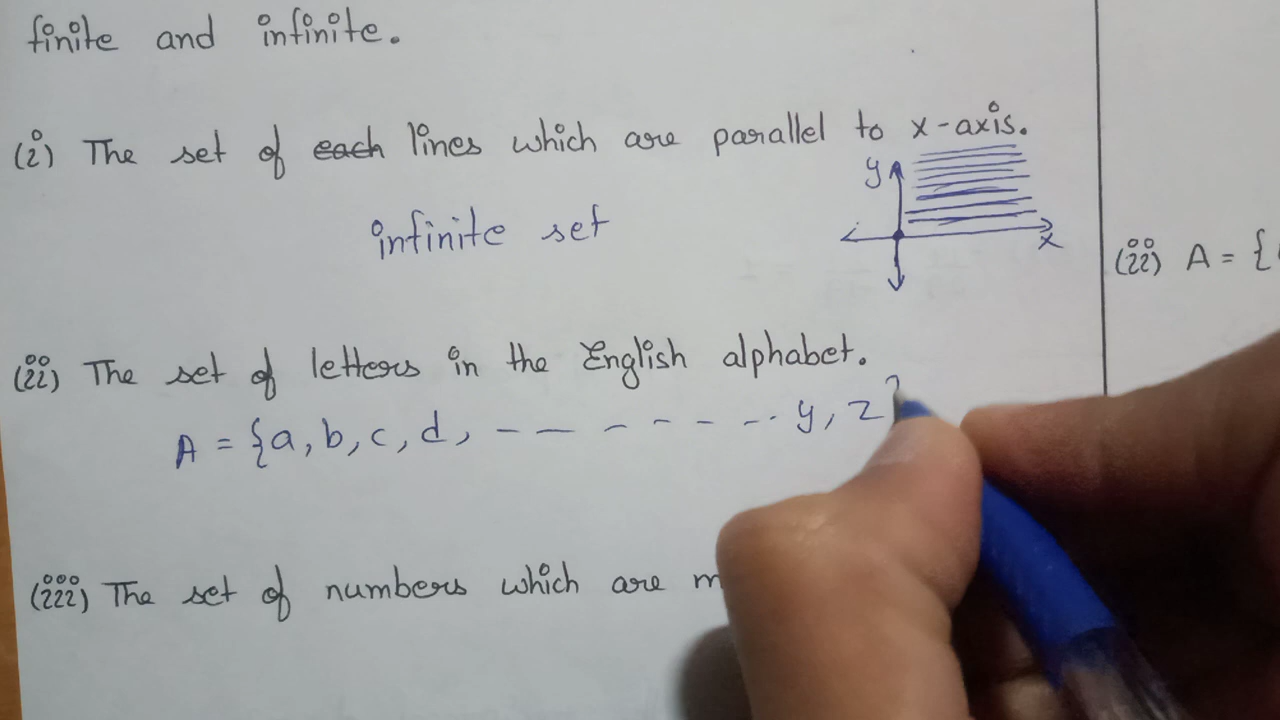 finite and infinite.
(i) The set of each lines which are parallel to x-axis.
y
infinite set
x
(ii) A = {
(ii) The set of letters in the English alphabet.
A = {a, b, c, d, — — — — — — -.. y, z}
(iii) The set of numbers which are